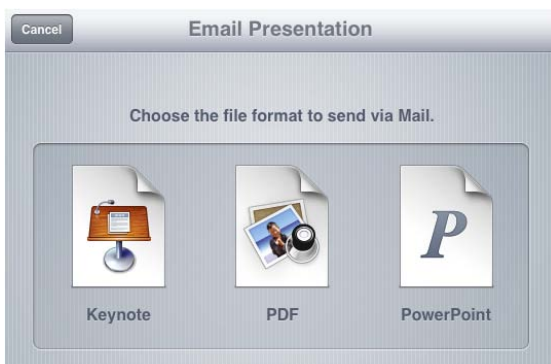 Cancel
Email Presentation
Choose the file format to send via Mail.
P
Keynote
PDF
PowerPoint